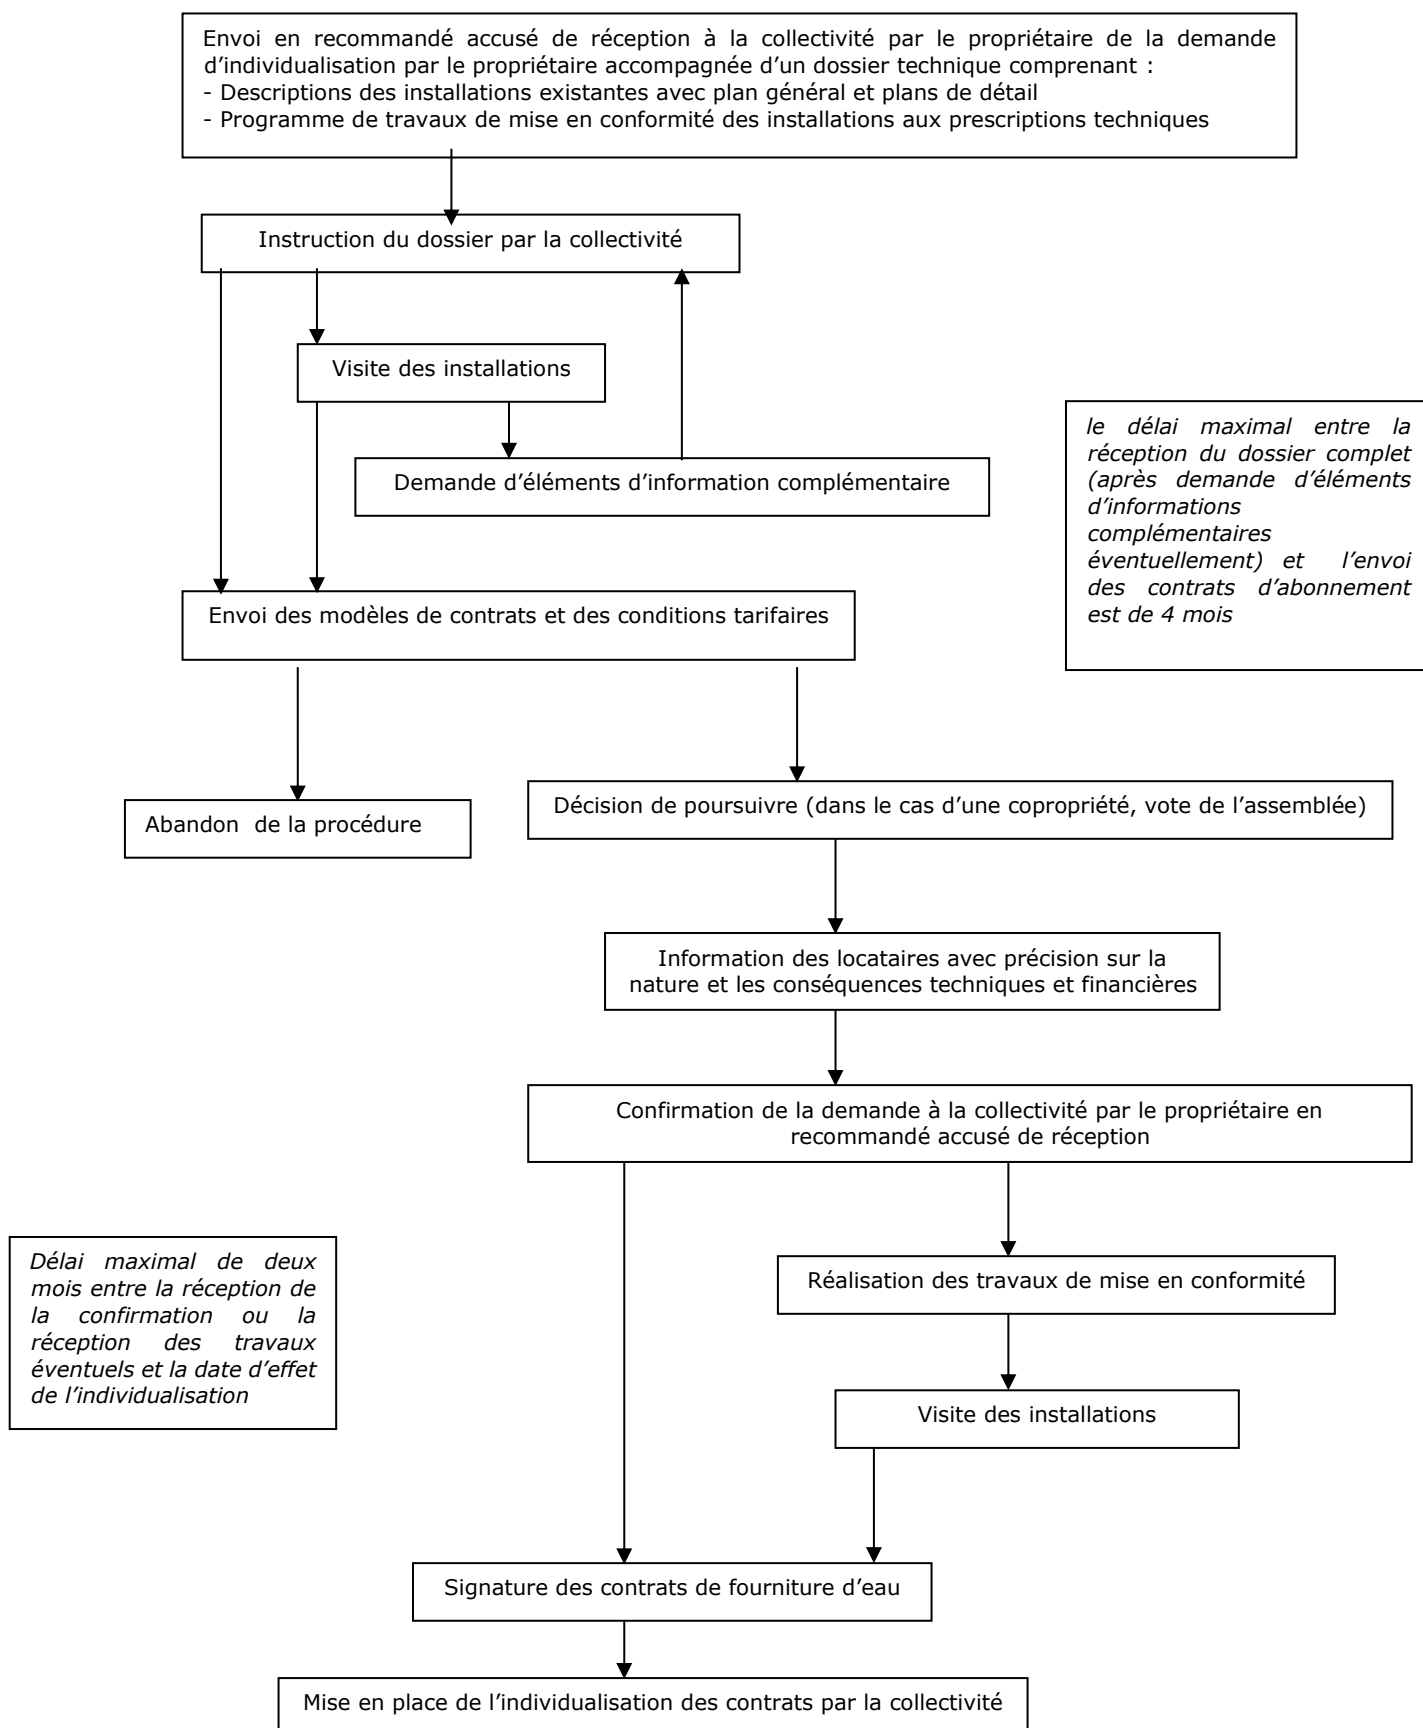 Envoi en recommandé accusé de réception à la collectivité par le propriétaire de la demande
d’individualisation par le propriétaire accompagnée d’un dossier technique comprenant :
- Descriptions des installations existantes avec plan général et plans de détail
- Programme de travaux de mise en conformité des installations aux prescriptions techniques
Instruction du dossier par la collectivité
Visite des installations
Demande d’éléments d’information complémentaire
le délai maximal entre la
réception du dossier complet
(après demande d’éléments
d’informations
complémentaires
éventuellement) et l’envoi
des contrats d’abonnement
est de 4 mois
Envoi des modèles de contrats et des conditions tarifaires
Abandon de la procédure
Décision de poursuivre (dans le cas d’une copropriété, vote de l’assemblée)
Information des locataires avec précision sur la
nature et les conséquences techniques et financières
Confirmation de la demande à la collectivité par le propriétaire en
recommandé accusé de réception
Délai maximal de deux
mois entre la réception de
la confirmation ou la
réception des travaux
éventuels et la date d’effet
de l’individualisation
Réalisation des travaux de mise en conformité
Visite des installations
Signature des contrats de fourniture d’eau
Mise en place de l’individualisation des contrats par la collectivité